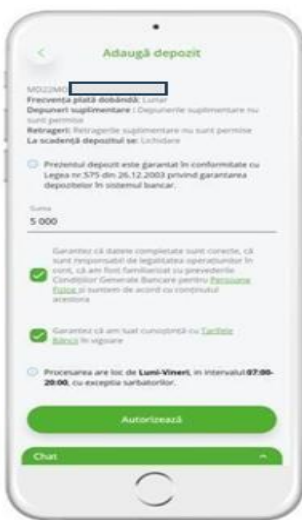 Adaugă depozit
MD22MO
Frecvența plată dobândă: Lunar
Depuneri suplimentare : Depunerile suplimentare nu
sunt permise
Retrageri: Retragerile suplimentare nu sunt permise
La scadență depozitul se: Lichidare
Prezentul depozit este garantat în conformitate cu
Legea nr.575 din 26.12.2003 privind garantarea
depozitelor în sistemul bancar.
Suma
5 000
Garantez că datele completate sunt corecte, că
sunt responsabil de legalitatea operațiunilor în
cont, că am fost familiarizat cu prevederile
Condițiilor Generale Bancare pentru Persoane
Fizice și suntem de acord cu conținutul
acestora
Garantez că am luat cunoștință cu Tarifele
Băncii în vigoare
Procesarea are loc de Luni-Vineri, in intervalul 07:00-
20:00, cu exceptia sarbatorilor.
Autorizează
Chat